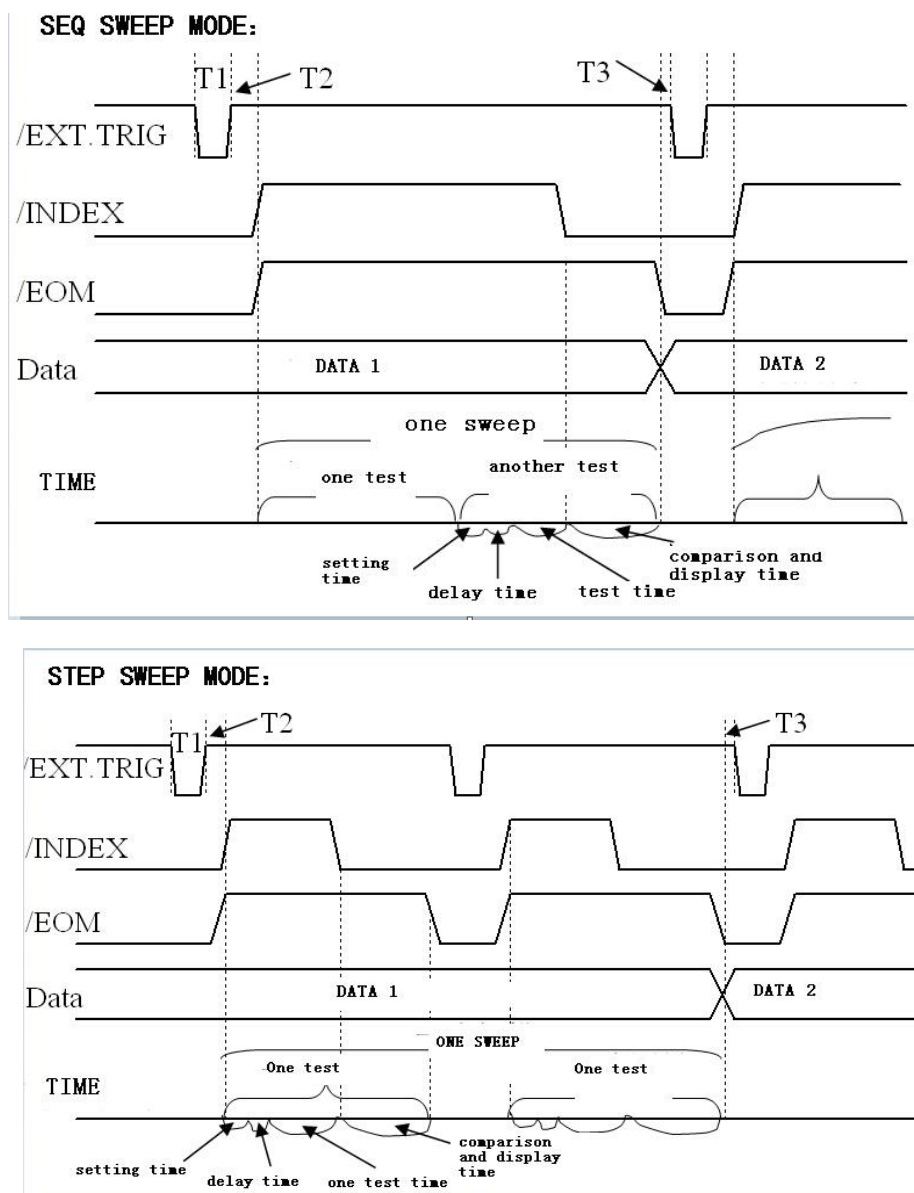 SEQ SWEEP MODE:
T1
T2
T3
/EXT.TRIG
/INDEX
/EOM
Data
DATA 1
DATA 2
one sweep
TIME
one test
another test
setting
time
delay time
test time
comparison and
display time
STEP SWEEP MODE:
T1
T2
T3
/EXT.TRIG
/INDEX
/EOM
Data
DATA 1
DATA 2
ONE SWEEP
TIME
One test
One test
setting time
delay time
one test time
comparison
and display
time